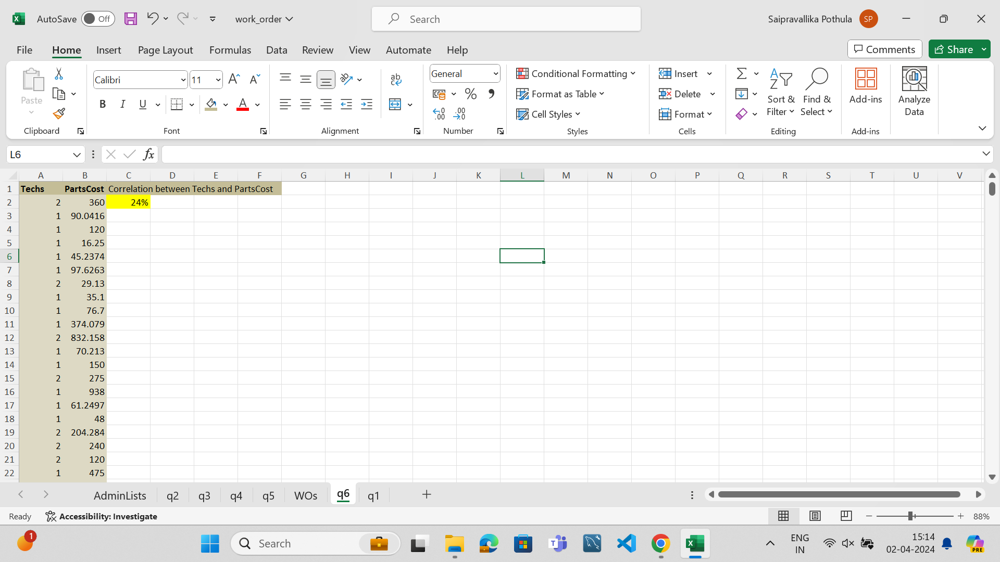 AutoSave Off work_order Search Saipravallika Pothula SP
File Home Insert Page Layout Formulas Data Review View Automate Help Comments Share
Paste Calibri 11 General Conditional Formatting Insert
Format as Table Delete Sort & Filter Find & Select Add-ins Analyze Data
Cell Styles Format
Clipboard Font Alignment Number Styles Cells Editing Add-ins
L6 fx
A B C D E F G H I J K L M N O P Q R S T U V
1 Techs PartsCost Correlation between Techs and PartsCost
2 2 360 24%
3 1 90.0416
4 1 120
5 1 16.25
6 1 45.2374
7 1 97.6263
8 2 29.13
9 1 35.1
10 1 76.7
11 1 374.079
12 2 832.158
13 1 70.213
14 1 150
15 2 275
16 1 938
17 1 61.2497
18 1 48
19 2 204.284
20 2 240
21 2 120
22 1 475
AdminLists q2 q3 q4 q5 WOs q6 q1
Ready Accessibility: Investigate 88%
1 Search ENG 15:14
IN 02-04-2024 PRE